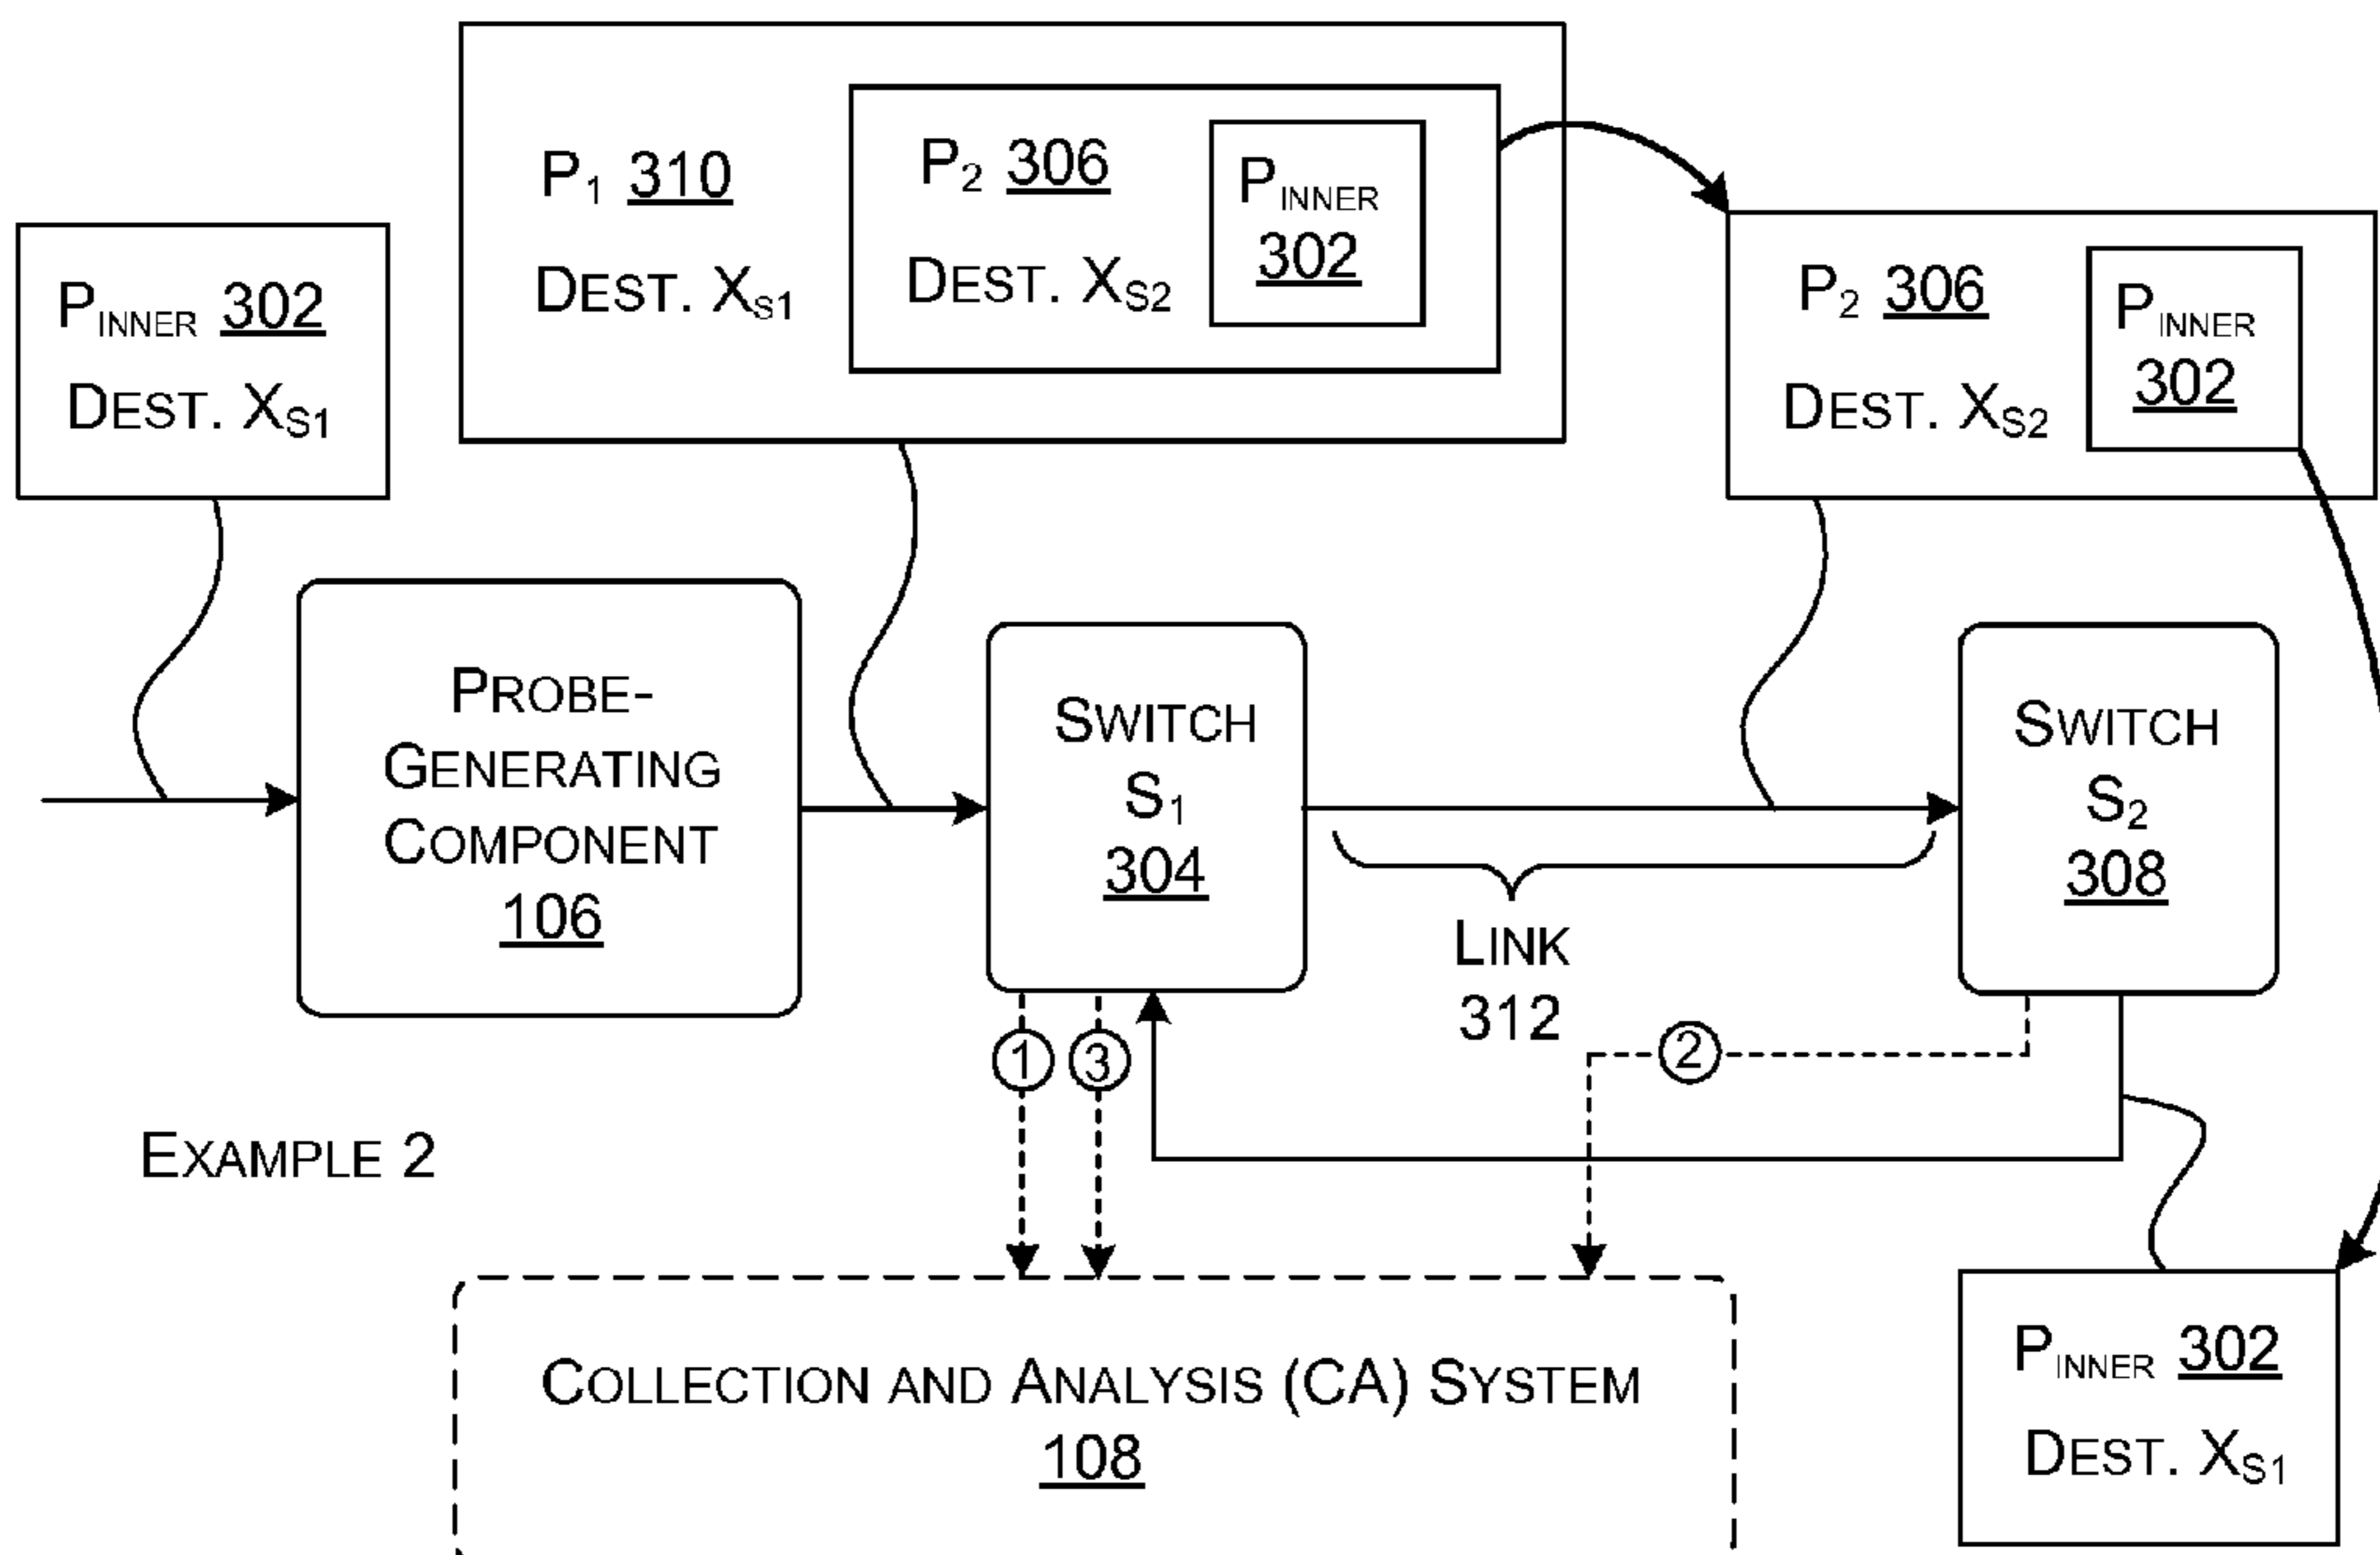 P1 310
DEST. XS1
P2 306
DEST. XS2
PINNER
302
PINNER 302
DEST. XS1
P2 306
DEST. XS2
PINNER
302
PROBE-
GENERATING
COMPONENT
106
SWITCH
S1
304
SWITCH
S2
308
LINK
312
1
3
2
EXAMPLE 2
COLLECTION AND ANALYSIS (CA) SYSTEM
108
PINNER 302
DEST. XS1